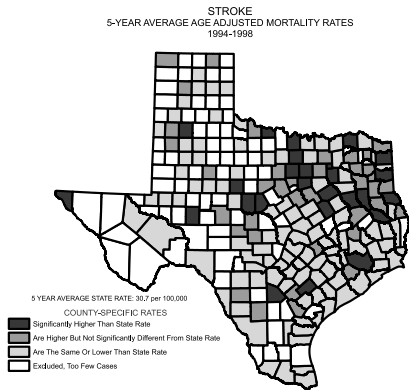 STROKE
5-YEAR AVERAGE AGE ADJUSTED MORTALITY RATES
1994-1998
5 YEAR AVERAGE STATE RATE: 30.7 per 100,000
COUNTY-SPECIFIC RATES
Significantly Higher Than State Rate
Are Higher But Not Significantly Different From State Rate
Are The Same Or Lower Than State Rate
Excluded, Too Few Cases